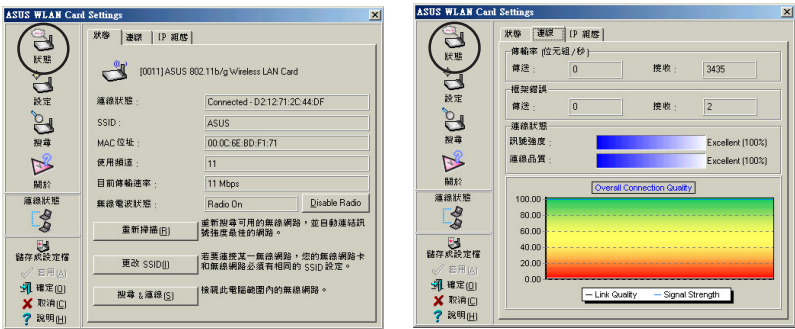 ASUS WLAN Card Settings
狀態
設定
搜尋
關於
連線狀態
儲存成設定檔
套用(A)
確定(O)
取消(C)
說明(H)
狀態 連線 IP 組態
[0011] ASUS 802.11b/g Wireless LAN Card
連線狀態 : Connected - D2:12:71:2C:44:DF
SSID : ASUS
MAC 位址 : 00:0C:6E:BD:F1:71
使用頻道 : 11
目前傳輸速率 : 11 Mbps
無線電波狀態 : Radio On Disable Radio
重新掃描(R) 重新搜尋可用的無線網路，並自動連結訊
號強度最佳的網路。
更改 SSID(I) 若要連接某一無線網路，您的無線網路卡
和無線網路必須有相同的 SSID 設定。
搜尋 & 連線(S) 檢視此電腦範圍內的無線網路。
ASUS WLAN Card Settings
狀態
設定
搜尋
關於
連線狀態
儲存成設定檔
套用(A)
確定(O)
取消(C)
說明(H)
狀態 連線 IP 組態
傳輸率 (位元組/秒)
傳送 : 0 接收 : 3435
框架錯誤
傳送 : 0 接收 : 2
連線狀態
訊號強度 : Excellent (100%)
連線品質 : Excellent (100%)
Overall Connection Quality
100.00
80.00
60.00
40.00
20.00
0.00
Link Quality Signal Strength